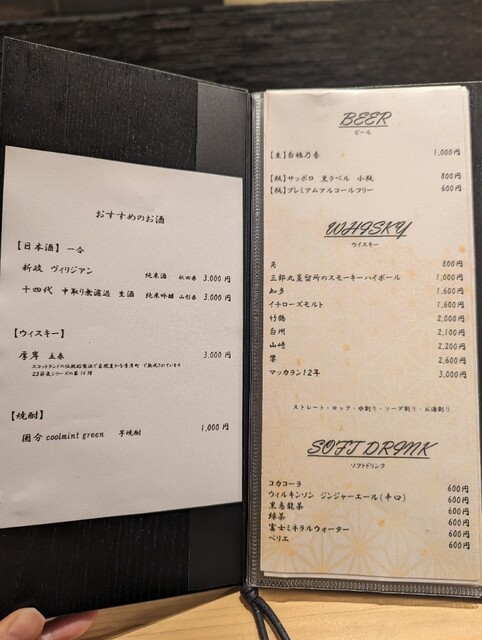 おすすめのお酒
【日本酒】 一合
新政 ヴィリジアン 純米酒 秋田県 3,000円
十四代 中取り無濾過 生酒 純米吟醸 山形県 3,000円
【ウィスキー】
厚岸 立春 3,000円
【焼酎】
国分 coolmint green 芋焼酎 1,000円
BEER
ビール
【生】白穂乃香 1,000円
【瓶】サッポロ 黒ラベル 小瓶 800円
【瓶】プレミアムアルコールフリー 600円
WHISKY
ウイスキー
角 800円
三郎丸蒸留所のスモーキーハイボール 1,000円
知多 1,600円
イチローズモルト 1,600円
竹鶴 2,000円
白州 2,100円
山崎 2,200円
響 2,600円
マッカラン12年 3,000円
ストレート・ロック・水割り・ソーダ割り・お湯割り
SOFT DRINK
ソフトドリンク
コカコーラ 600円
ウィルキンソン ジンジャーエール(辛口) 600円
黒烏龍茶 600円
緑茶 600円
富士ミネラルウォーター 600円
ペリエ 600円